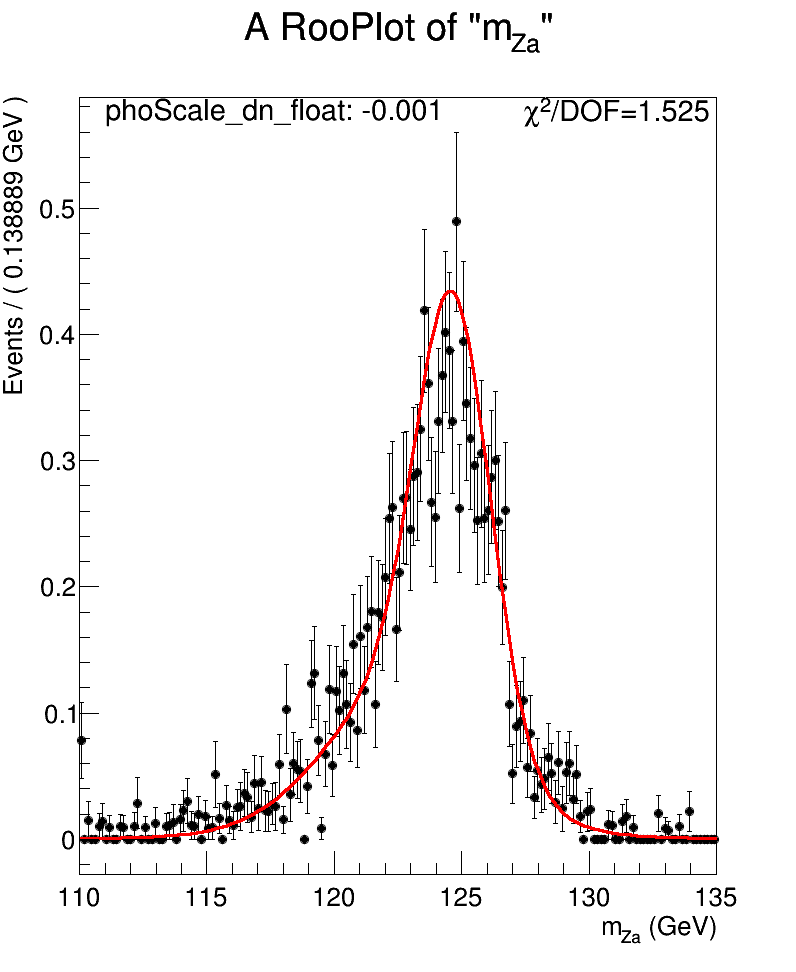 A RooPlot of "m_Za"
phoScale_dn_float: -0.001
χ²/DOF=1.525
Events / ( 0.138889 GeV )
0.5
0.4
0.3
0.2
0.1
0
110 115 120 125 130 135
m_Za (GeV)